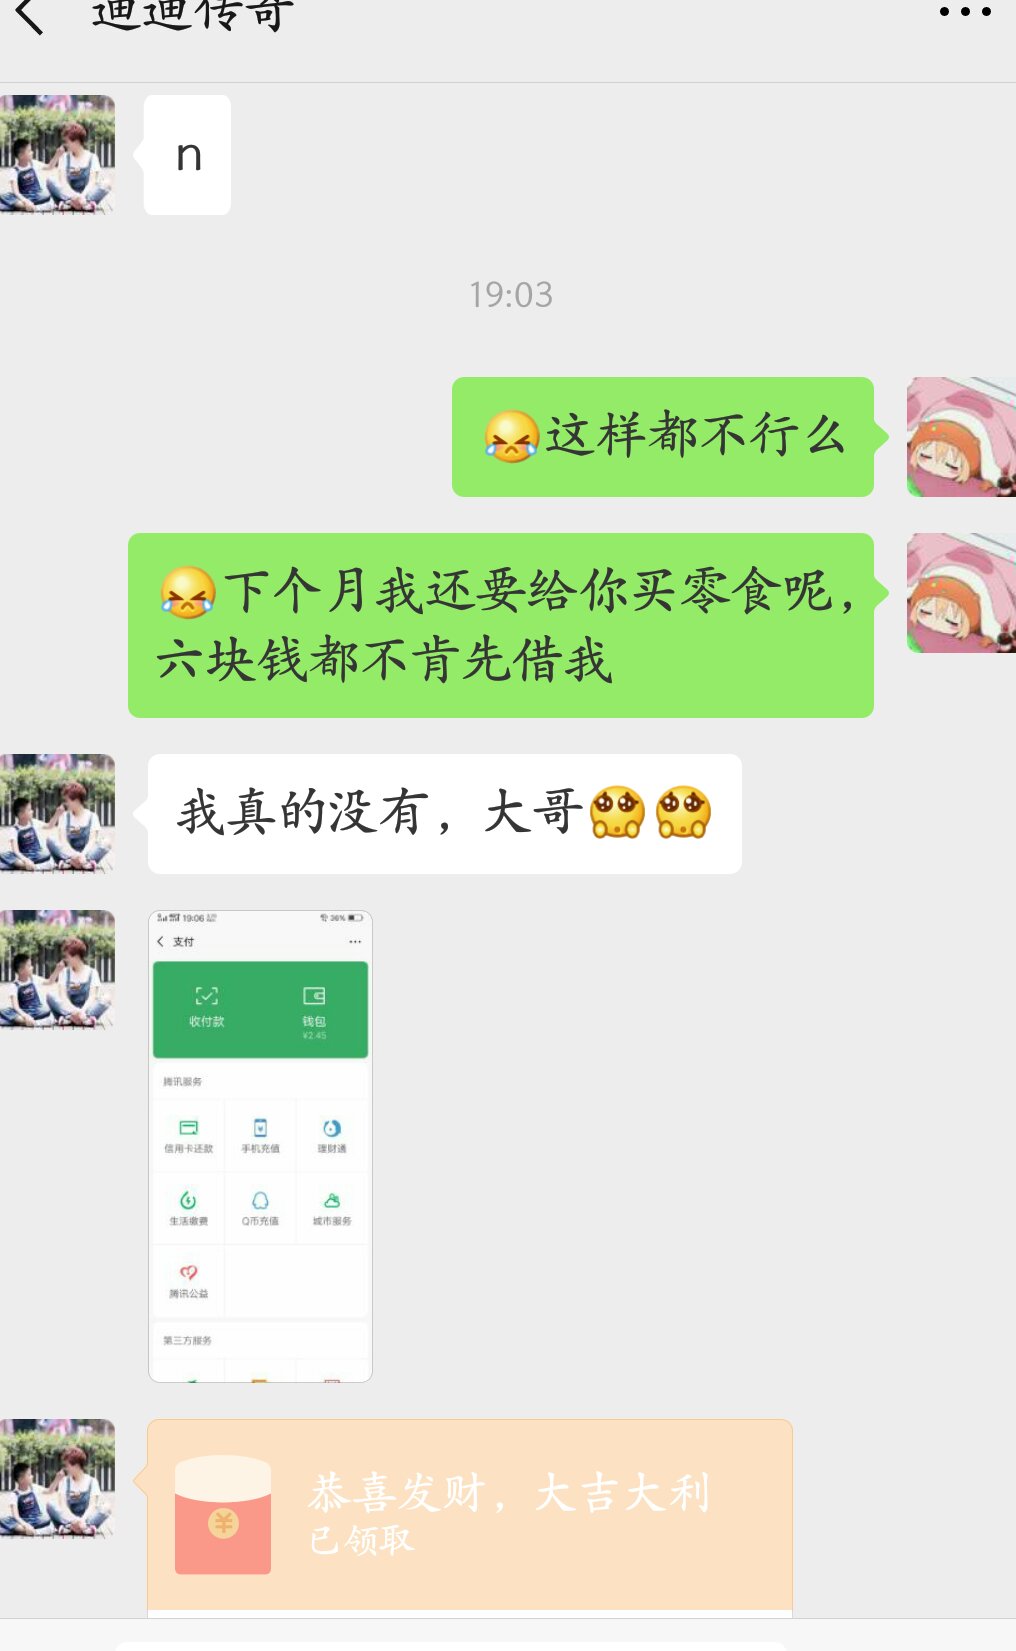 迪迪传奇
n
19:03
😹这样都不行么
😹下个月我还要给你买零食呢，
六块钱都不肯先借我
我真的没有，大哥🥺🥺
19:06
36%
支付
收付款
钱包
¥2.45
腾讯服务
信用卡还款
手机充值
理财通
生活缴费
Q币充值
城市服务
腾讯公益
第三方服务
恭喜发财，大吉大利
已领取